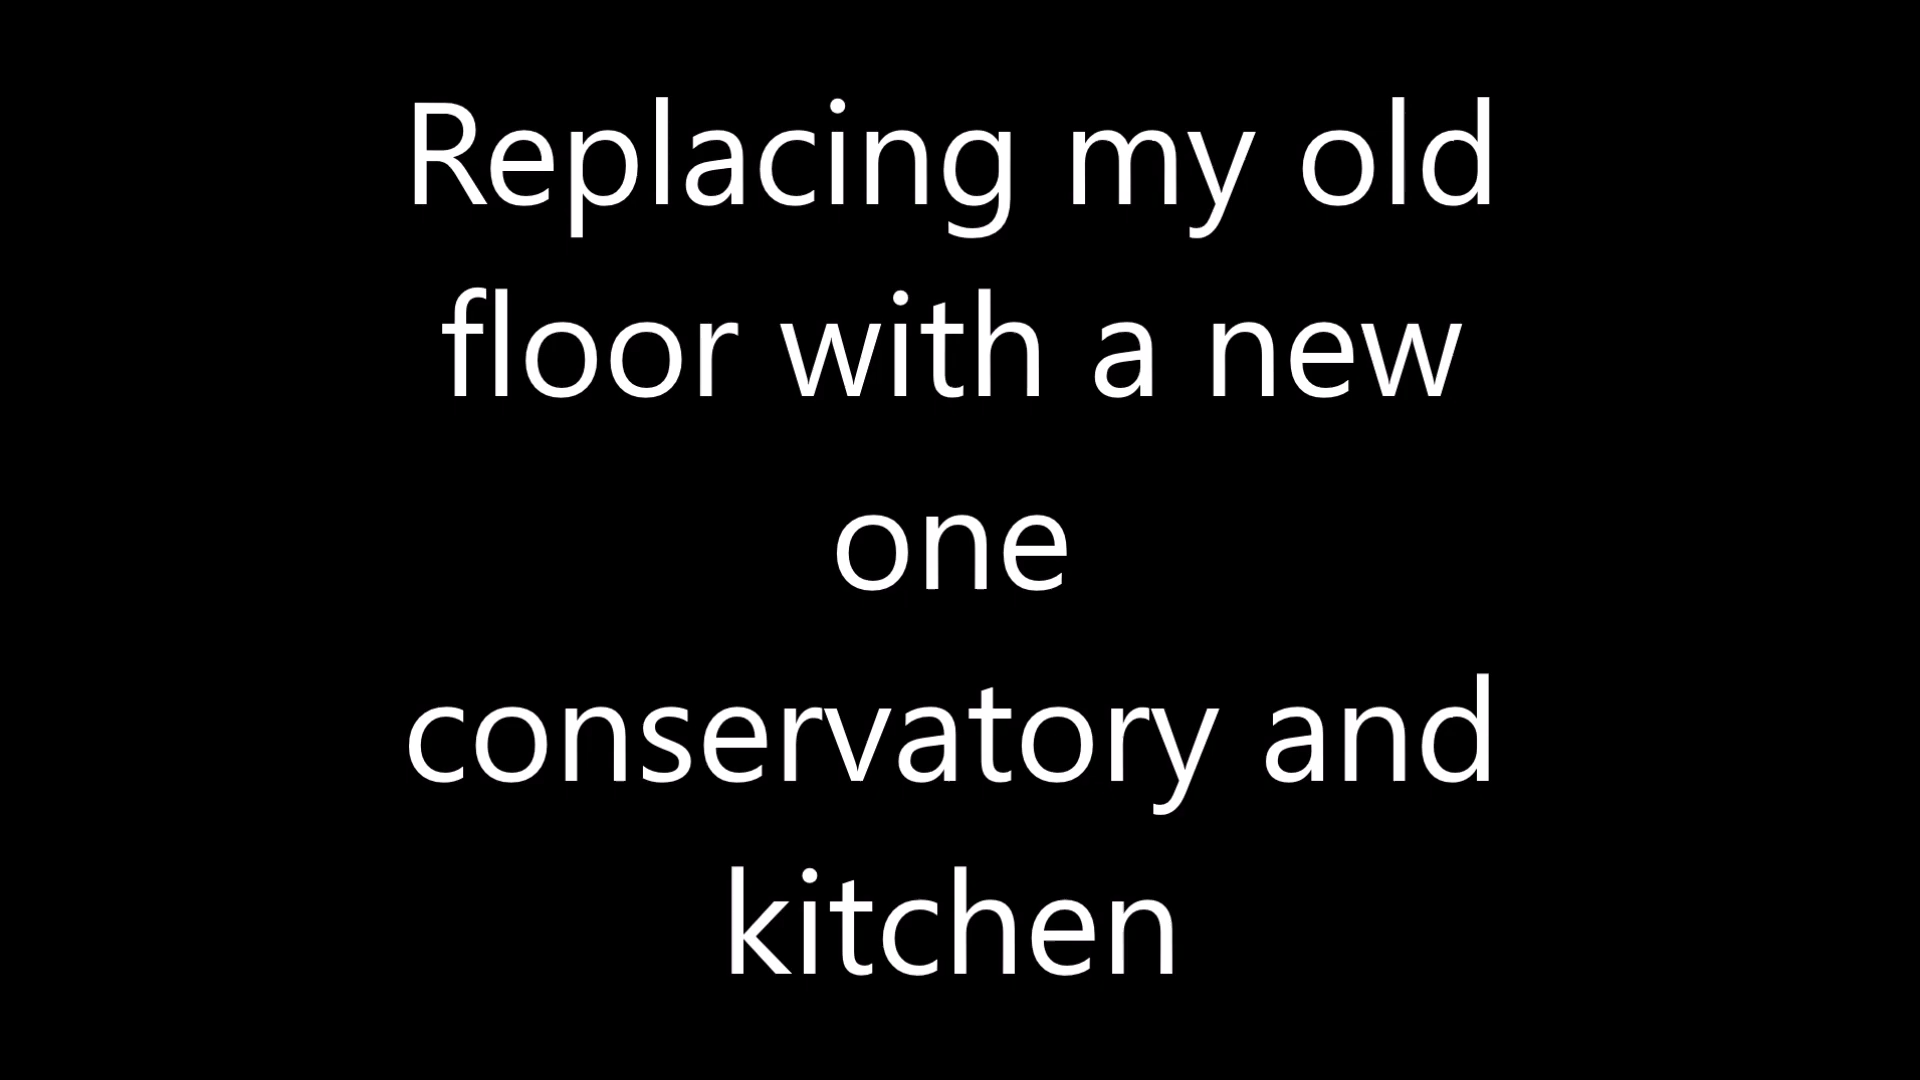 Replacing my old
floor with a new
one
conservatory and
kitchen